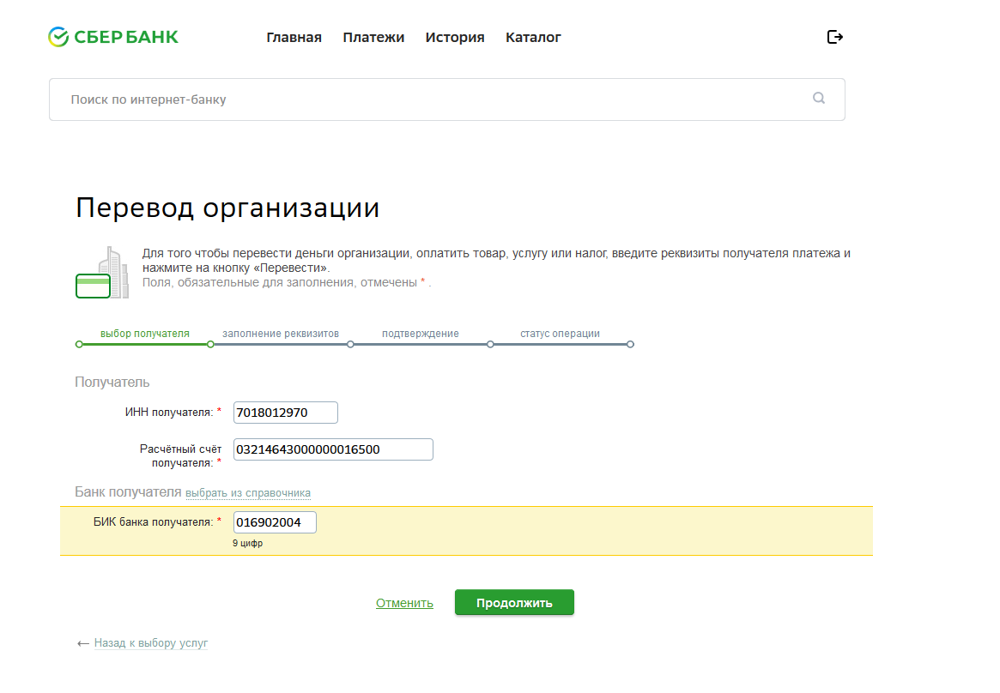 СБЕР БАНК
Главная Платежи История Каталог
Поиск по интернет-банку
Перевод организации
Для того чтобы перевести деньги организации, оплатить товар, услугу или налог, введите реквизиты получателя платежа и
нажмите на кнопку «Перевести».
Поля, обязательные для заполнения, отмечены * .
выбор получателя заполнение реквизитов подтверждение статус операции
Получатель
ИНН получателя: * 7018012970
Расчётный счёт
получателя: * 03214643000000016500
Банк получателя выбрать из справочника
БИК банка получателя: * 016902004
9 цифр
Отменить Продолжить
← Назад к выбору услуг